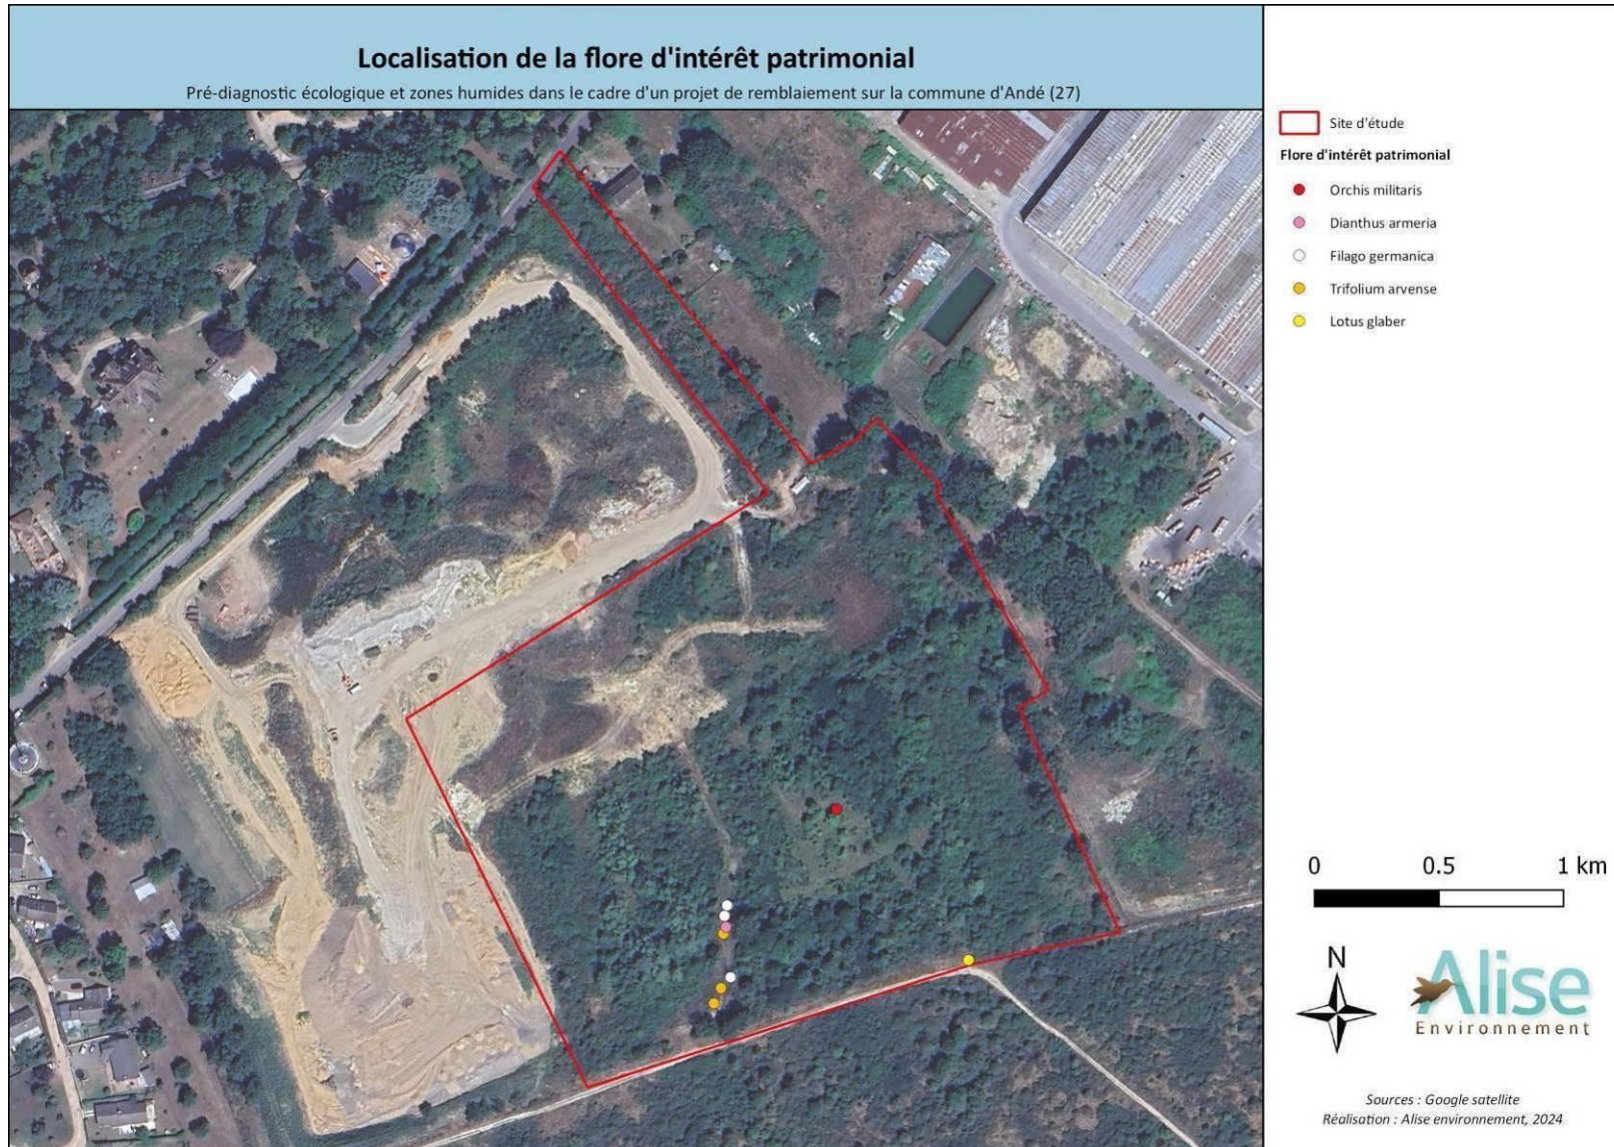 Localisation de la flore d'intérêt patrimonial
Pré-diagnostic écologique et zones humides dans le cadre d'un projet de remblaiement sur la commune d'Andé (27)
Site d'étude
Flore d'intérêt patrimonial
Orchis militaris
Dianthus armeria
Filago germanica
Trifolium arvense
Lotus glaber
0 0.5 1 km
N
Alise
Environnement
Sources : Google satellite
Réalisation : Alise environnement, 2024